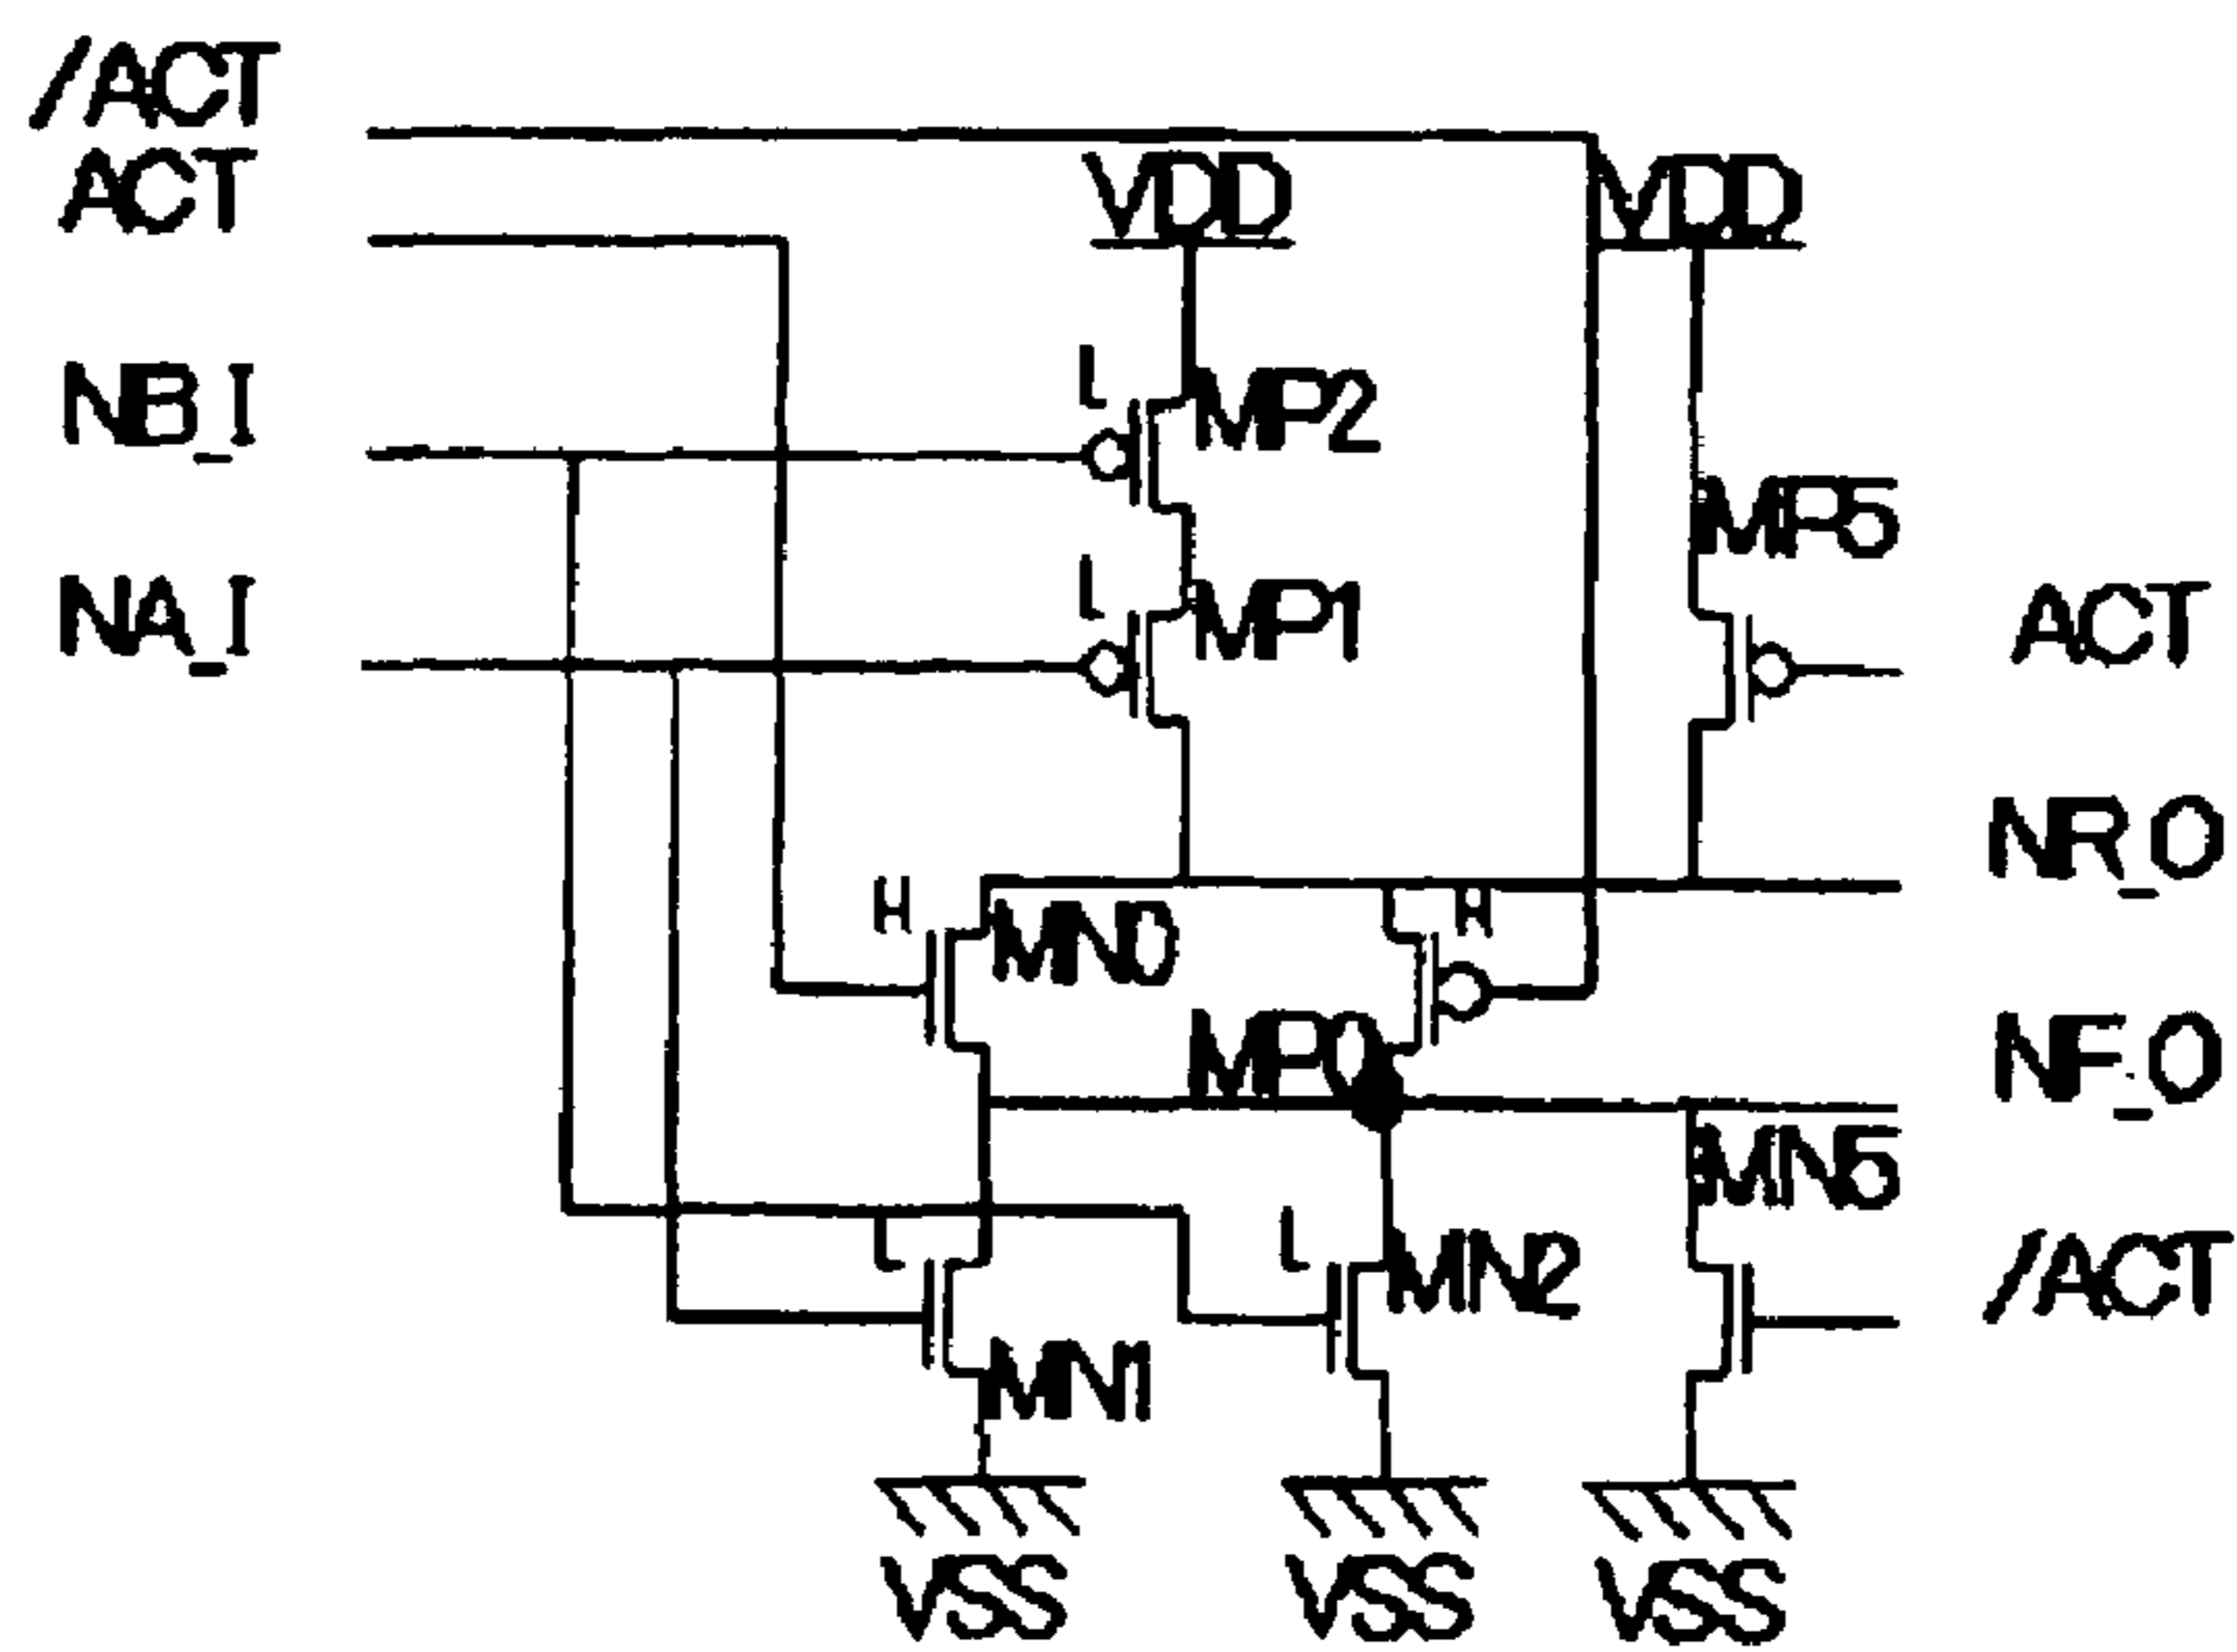 /ACT
ACT
VDD VDD
NB_I
L MP2
MP5
NA_I
L MP1
ACT
NR_O
H MN0 H
MP0
NF_O
MN5
L L MN2
/ACT
MN1
VSS VSS VSS